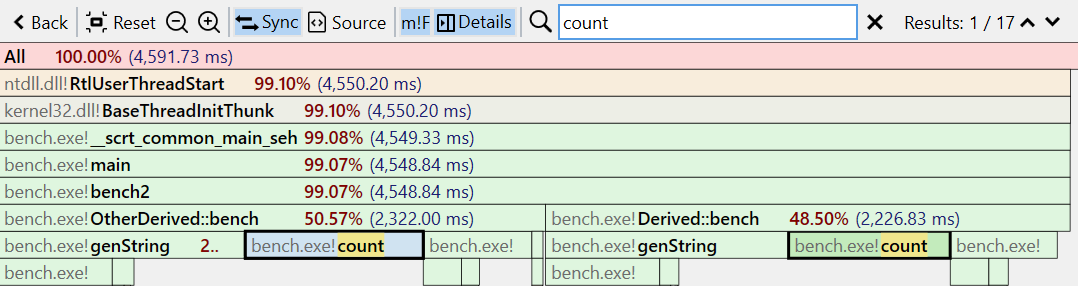 Back Reset Sync Source m!F Details count Results: 1 / 17
All 100.00% (4,591.73 ms)
ntdll.dll!RtlUserThreadStart 99.10% (4,550.20 ms)
kernel32.dll!BaseThreadInitThunk 99.10% (4,550.20 ms)
bench.exe!__scrt_common_main_seh 99.08% (4,549.33 ms)
bench.exe!main 99.07% (4,548.84 ms)
bench.exe!bench2 99.07% (4,548.84 ms)
bench.exe!OtherDerived::bench 50.57% (2,322.00 ms) bench.exe!Derived::bench 48.50% (2,226.83 ms)
bench.exe!genString 2.. bench.exe!count bench.exe! bench.exe!genString bench.exe!count bench.exe!
bench.exe! bench.exe!